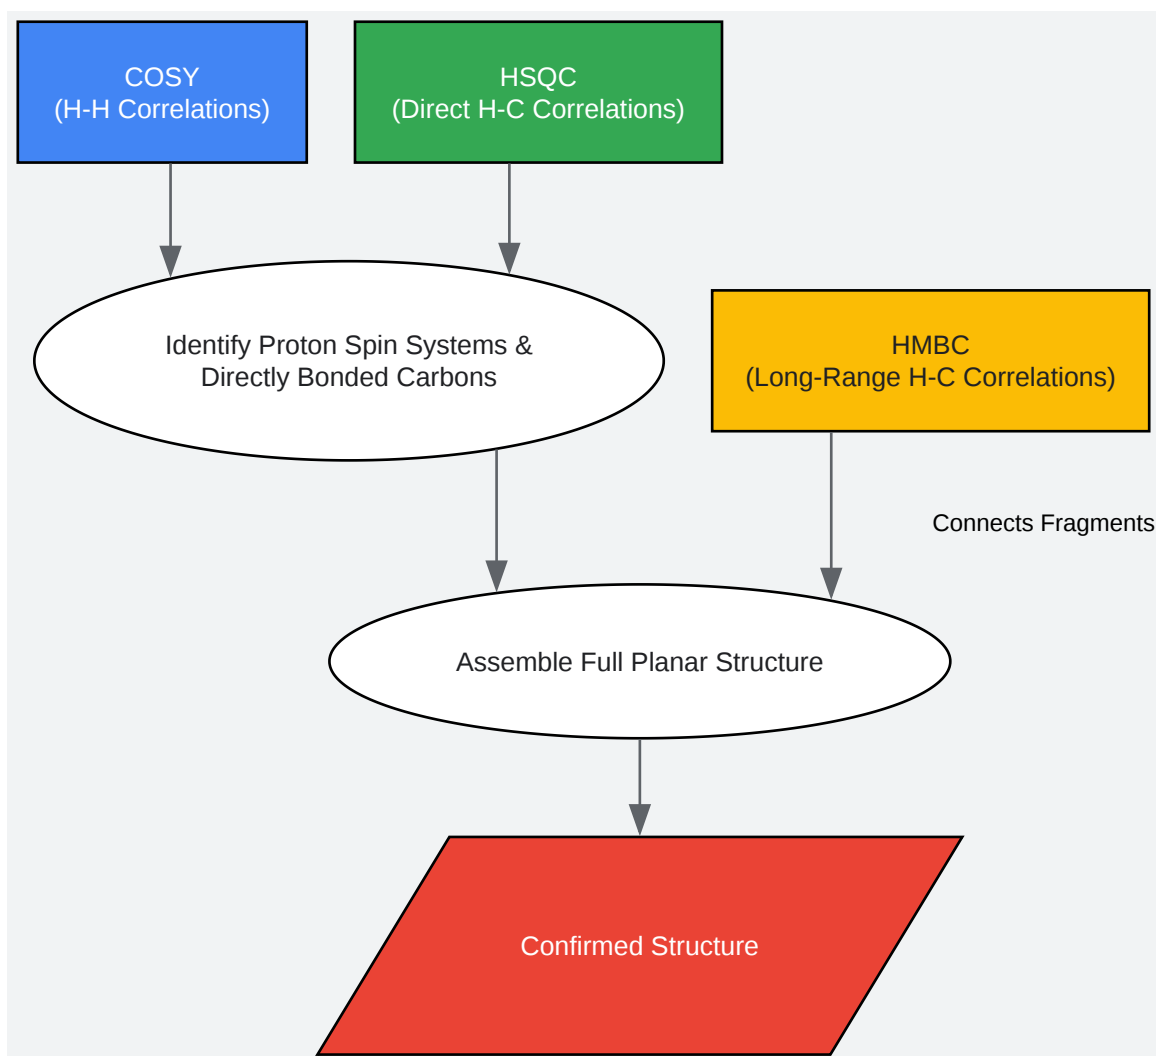 COSY
(H-H Correlations)
HSQC
(Direct H-C Correlations)
Identify Proton Spin Systems &
Directly Bonded Carbons
HMBC
(Long-Range H-C Correlations)
Connects Fragments
Assemble Full Planar Structure
Confirmed Structure